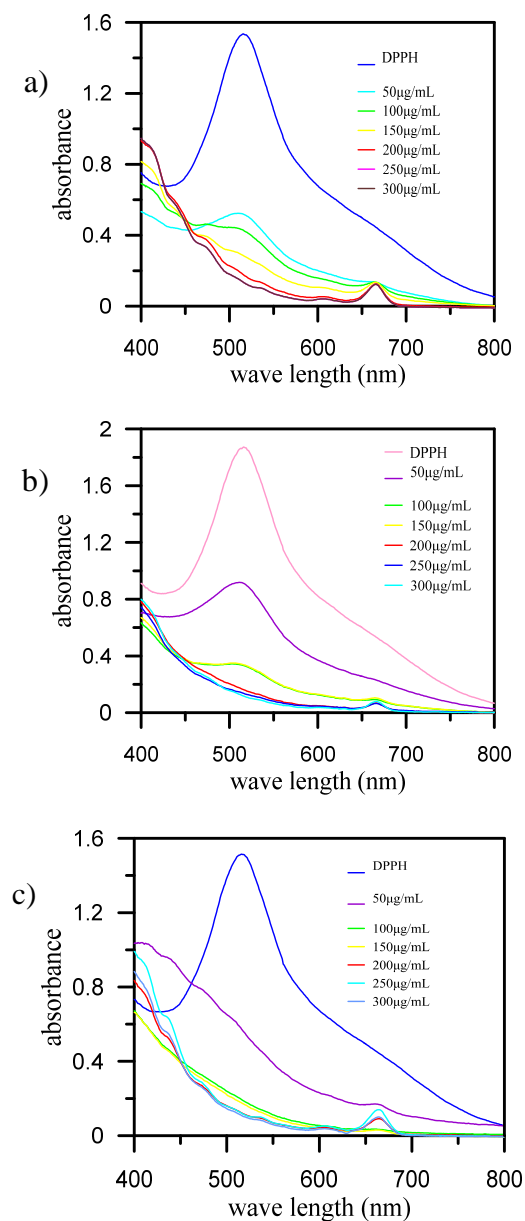 a)
1.6
1.2
0.8
0.4
0
absorbance
DPPH
50µg/mL
100µg/mL
150µg/mL
200µg/mL
250µg/mL
300µg/mL
400 500 600 700 800
wave length (nm)
b)
2
1.6
1.2
0.8
0.4
0
absorbance
DPPH
50µg/mL
100µg/mL
150µg/mL
200µg/mL
250µg/mL
300µg/mL
400 500 600 700 800
wave length (nm)
c)
1.6
1.2
0.8
0.4
0
absorbance
DPPH
50µg/mL
100µg/mL
150µg/mL
200µg/mL
250µg/mL
300µg/mL
400 500 600 700 800
wave length (nm)